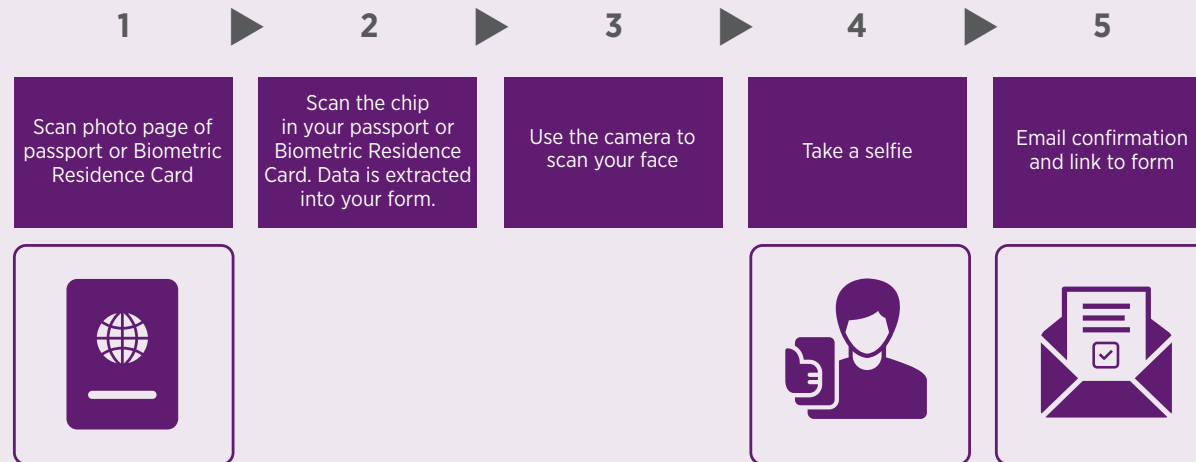 1
2
3
4
5
Scan photo page of
passport or Biometric
Residence Card
Scan the chip
in your passport or
Biometric Residence
Card. Data is extracted
into your form.
Use the camera to
scan your face
Take a selfie
Email confirmation
and link to form